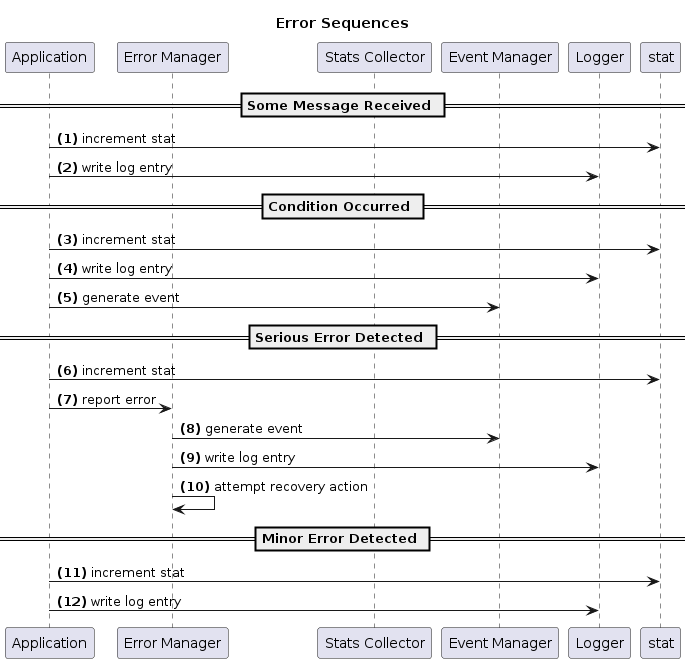 Error Sequences
Application Error Manager Stats Collector Event Manager Logger stat
Some Message Received
(1) increment stat
(2) write log entry
Condition Occurred
(3) increment stat
(4) write log entry
(5) generate event
Serious Error Detected
(6) increment stat
(7) report error
(8) generate event
(9) write log entry
(10) attempt recovery action
Minor Error Detected
(11) increment stat
(12) write log entry
Application Error Manager Stats Collector Event Manager Logger stat